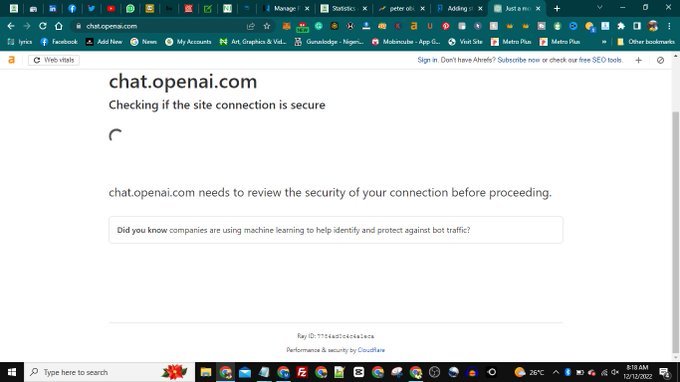 Manage
Statistics
peter obi
Adding s
Just a mo
chat.openai.com
lyrics
Facebook
Add New
News
My Accounts
Art, Graphics & Vid...
Mobincube - App G...
Visit Site
Metro Plus
Metro Plus
Other bookmarks
Web vitals
Sign in. Don't have Ahrefs? Subscribe now or check our free SEO tools.
chat.openai.com
Checking if the site connection is secure
chat.openai.com needs to review the security of your connection before proceeding.
Did you know companies are using machine learning to help identify and protect against bot traffic?
Ray ID:
Performance & security by Cloudflare
Type here to search
26°C
8:18 AM
12/12/2022